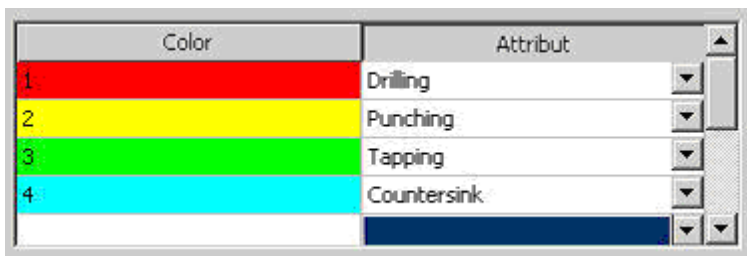 Color Attribut
1 Drilling
2 Punching
3 Tapping
4 Countersink